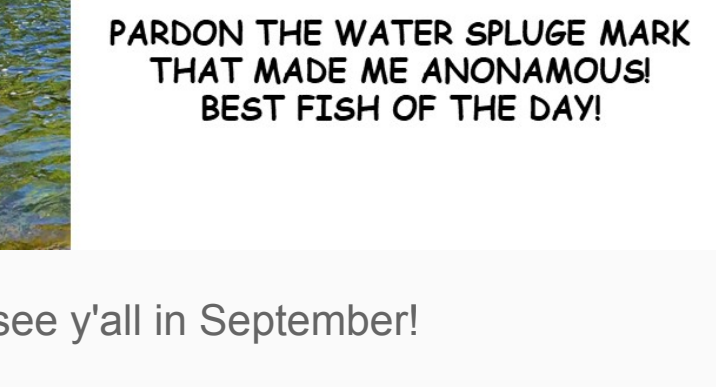 PARDON THE WATER SPLUGE MARK
THAT MADE ME ANONAMOUS!
BEST FISH OF THE DAY!
see y'all in September!